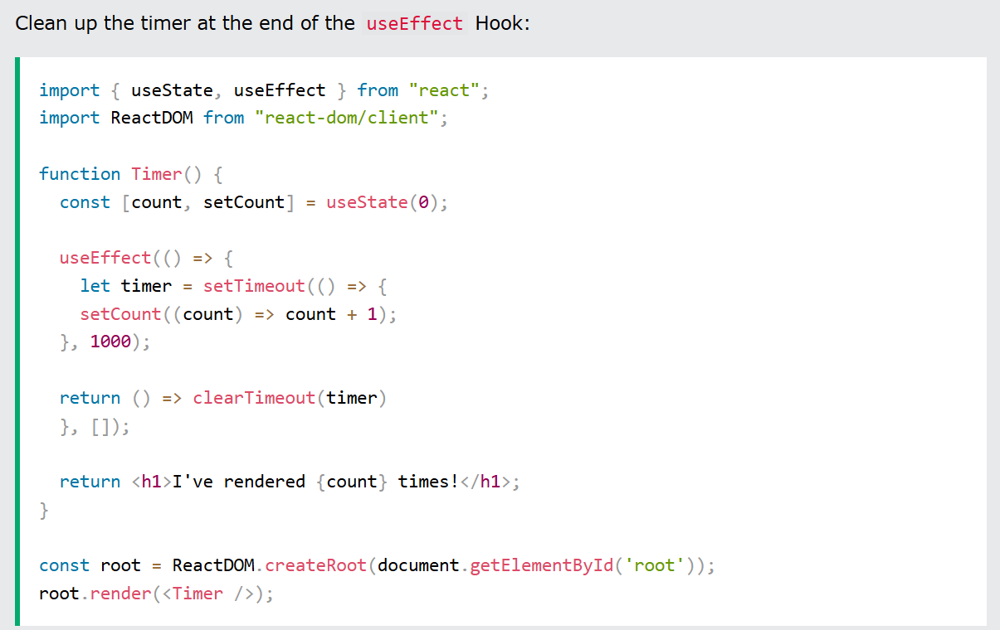 Clean up the timer at the end of the useEffect Hook:
import { useState, useEffect } from "react";
import ReactDOM from "react-dom/client";
function Timer() {
const [count, setCount] = useState(0);
useEffect(() => {
let timer = setTimeout(() => {
setCount((count) => count + 1);
}, 1000);
return () => clearTimeout(timer)
}, []);
return <h1>I've rendered {count} times!</h1>;
}
const root = ReactDOM.createRoot(document.getElementById('root'));
root.render(<Timer />);